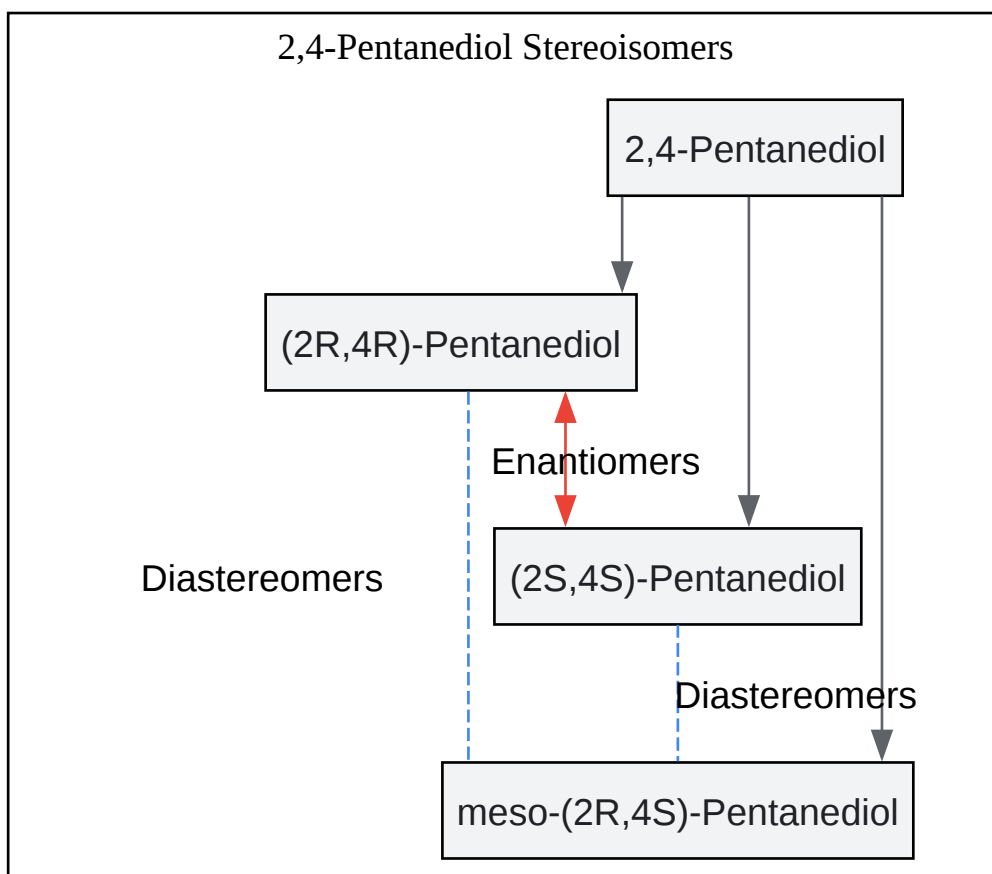 2,4-Pentanediol Stereoisomers
2,4-Pentanediol
(2R,4R)-Pentanediol
Enantiomers
Diastereomers
(2S,4S)-Pentanediol
Diastereomers
meso-(2R,4S)-Pentanediol